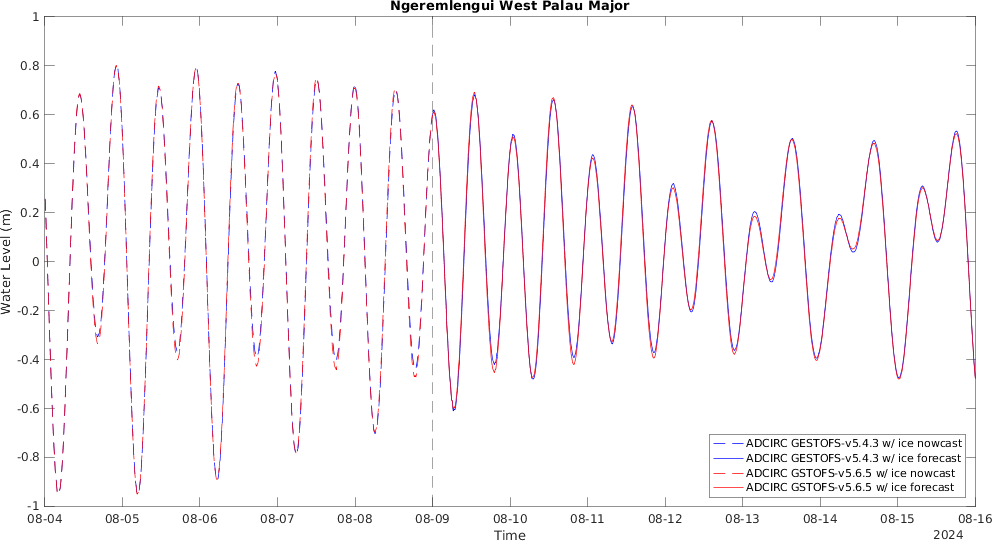 Ngeremlengui West Palau Major
1
0.8
0.6
0.4
0.2
0
-0.2
-0.4
-0.6
-0.8
-1
Water Level (m)
ADCIRC GESTOFS-v5.4.3 w/ ice nowcast
ADCIRC GESTOFS-v5.4.3 w/ ice forecast
ADCIRC GSTOFS-v5.6.5 w/ ice nowcast
ADCIRC GSTOFS-v5.6.5 w/ ice forecast
08-04 08-05 08-06 08-07 08-08 08-09 08-10 08-11 08-12 08-13 08-14 08-15 08-16
Time
2024